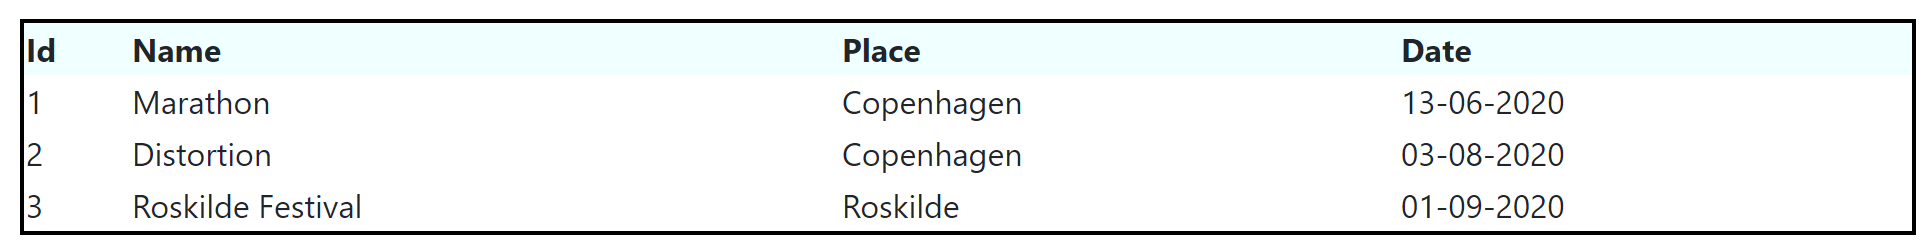 Id Name Place Date
1 Marathon Copenhagen 13-06-2020
2 Distortion Copenhagen 03-08-2020
3 Roskilde Festival Roskilde 01-09-2020